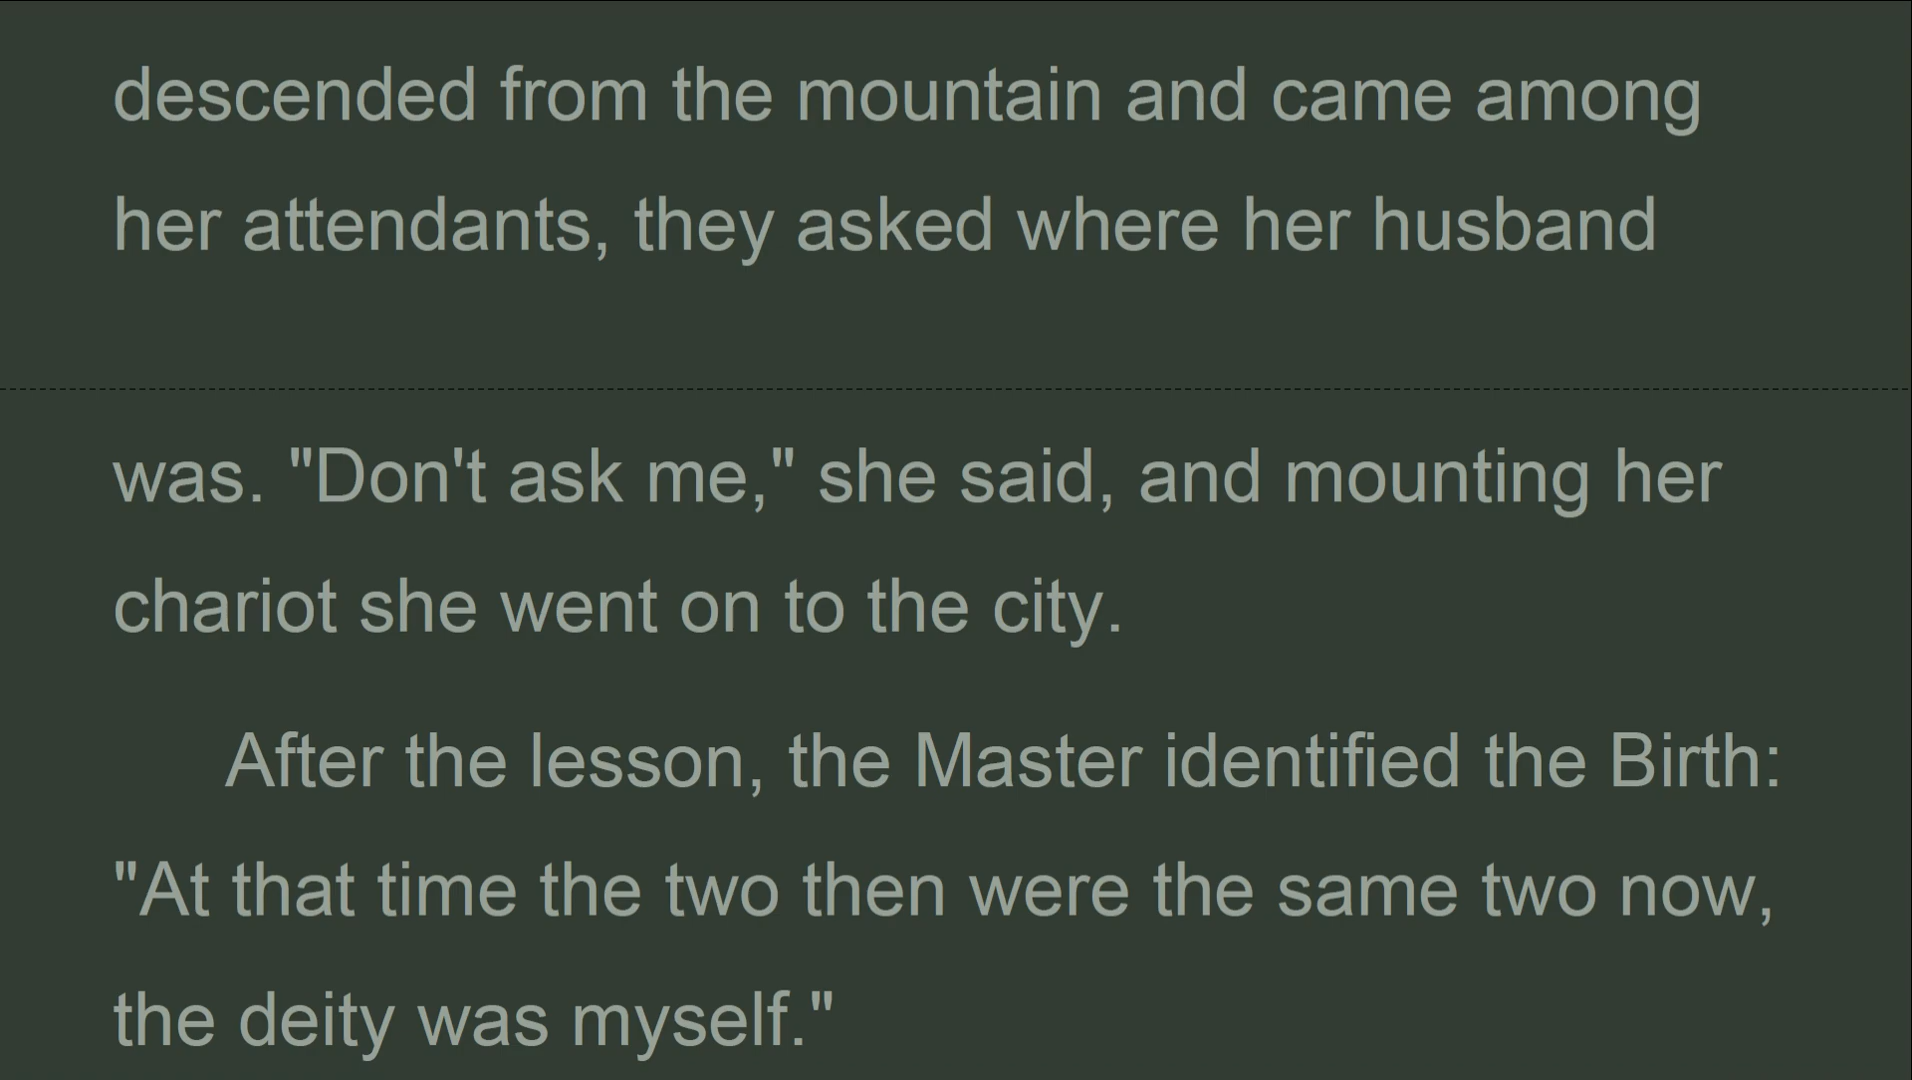 descended from the mountain and came among
her attendants, they asked where her husband
was. "Don't ask me," she said, and mounting her
chariot she went on to the city.
After the lesson, the Master identified the Birth:
"At that time the two then were the same two now,
the deity was myself."